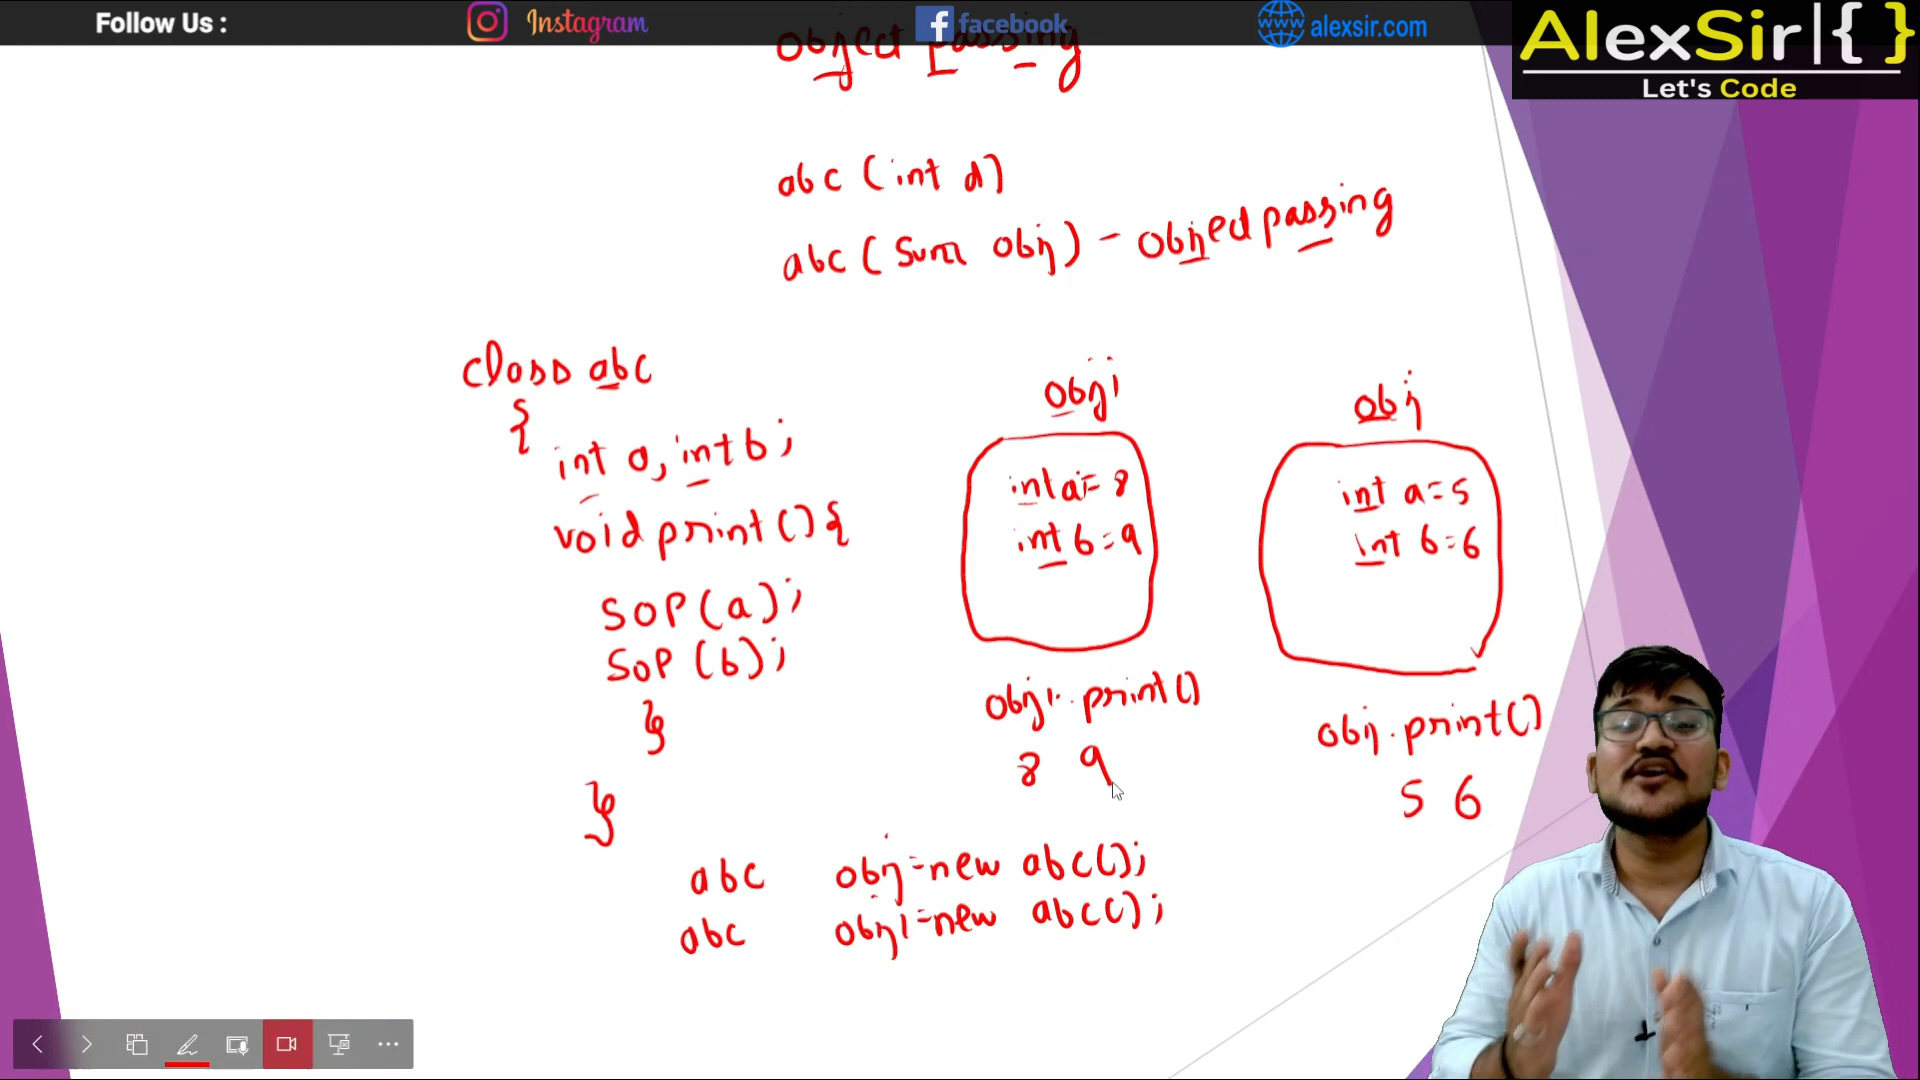 Follow Us :
Instagram
facebook
alexsir.com
AlexSir|{ }
Let's Code
object passing
abc (int d)
abc ( Sum obj ) - object passing
class abc
{
int a, int b;
void print () {
SOP (a);
SOP (b);
}
}
obj1
int a = 8
int b = 9
obj1.print()
8 9
obj
int a = 5
int b = 6
obj.print()
5 6
abc obj = new abc();
abc obj1 = new abc();